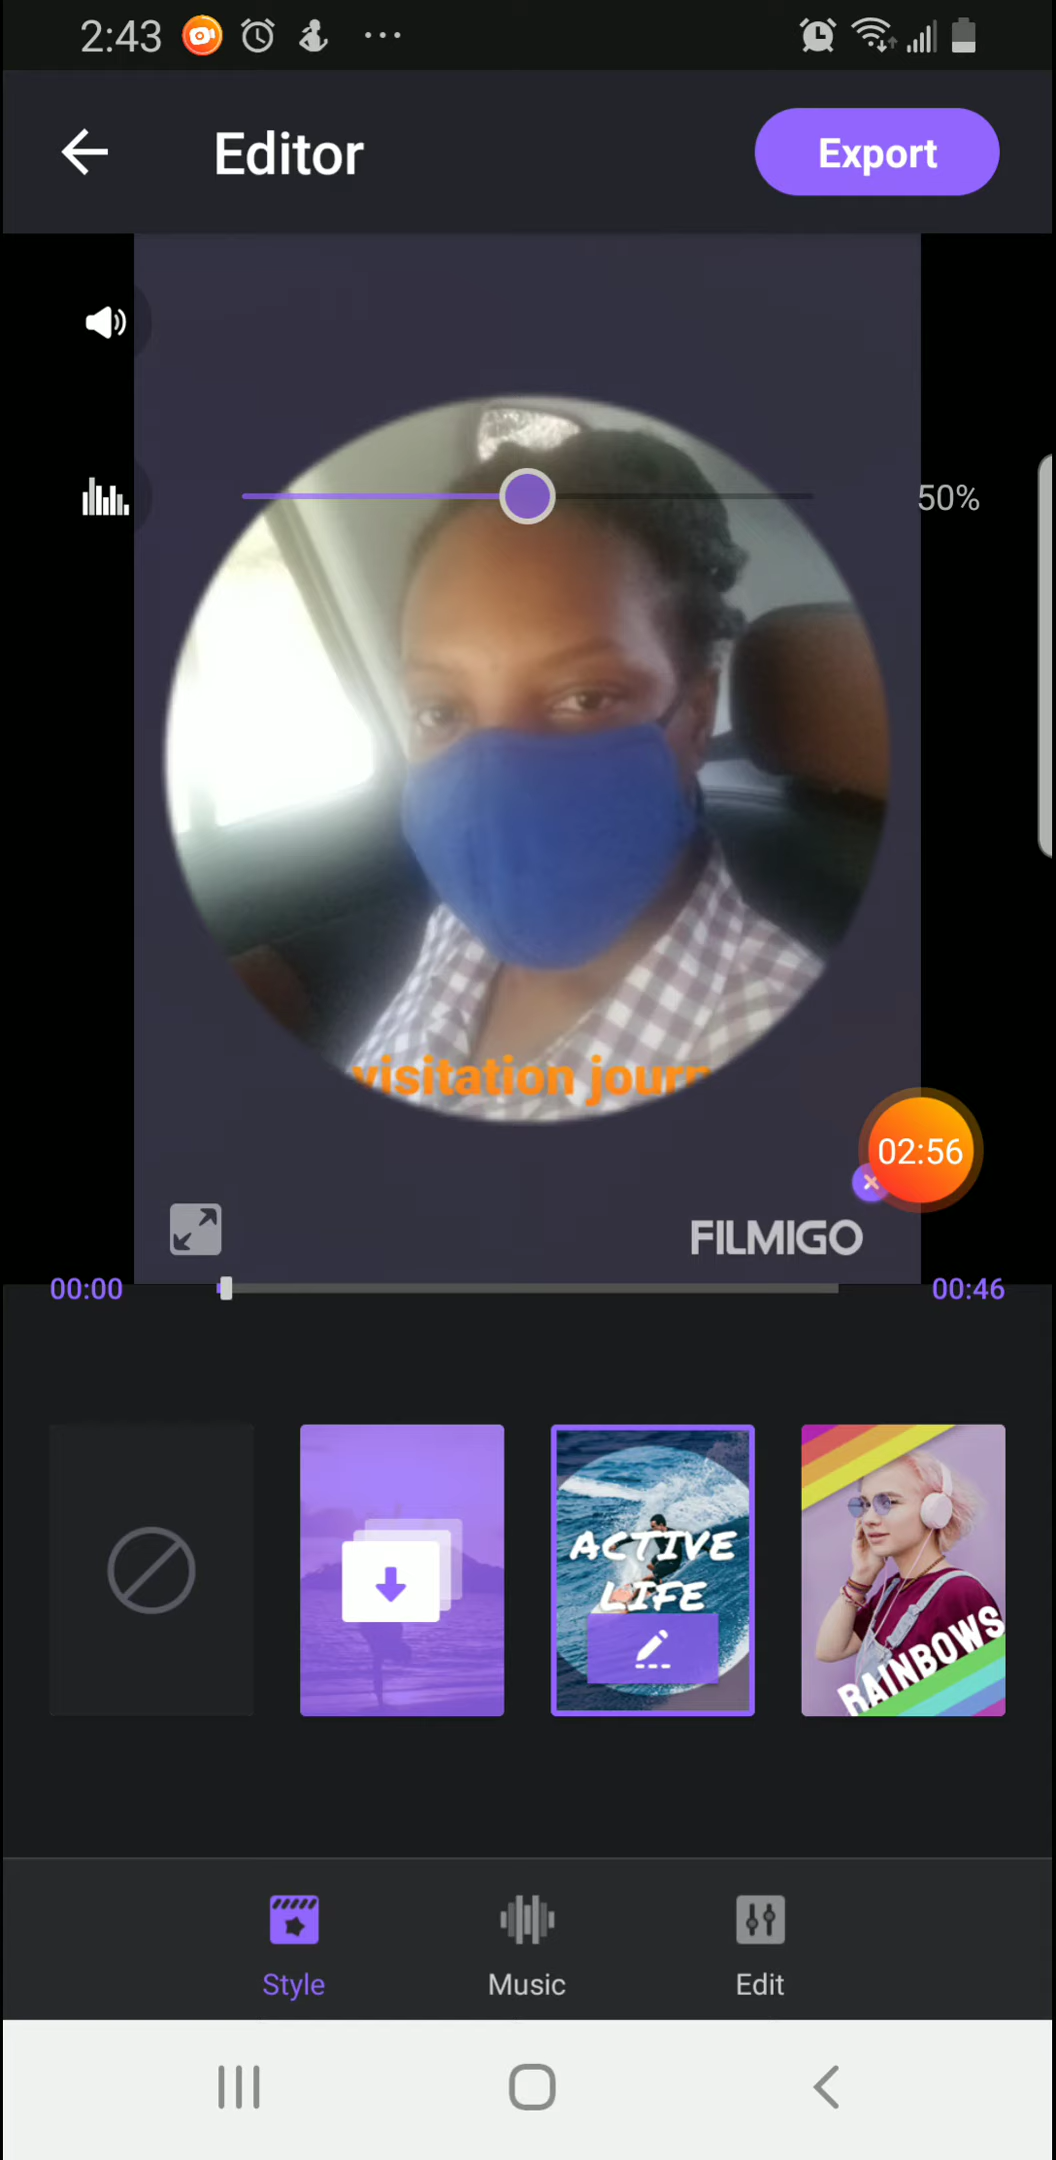 2:43
Editor
Export
50%
visitation journ
02:56
FILMIGO
00:00
00:46
ACTIVE
LIFE
RAINBOWS
Style
Music
Edit